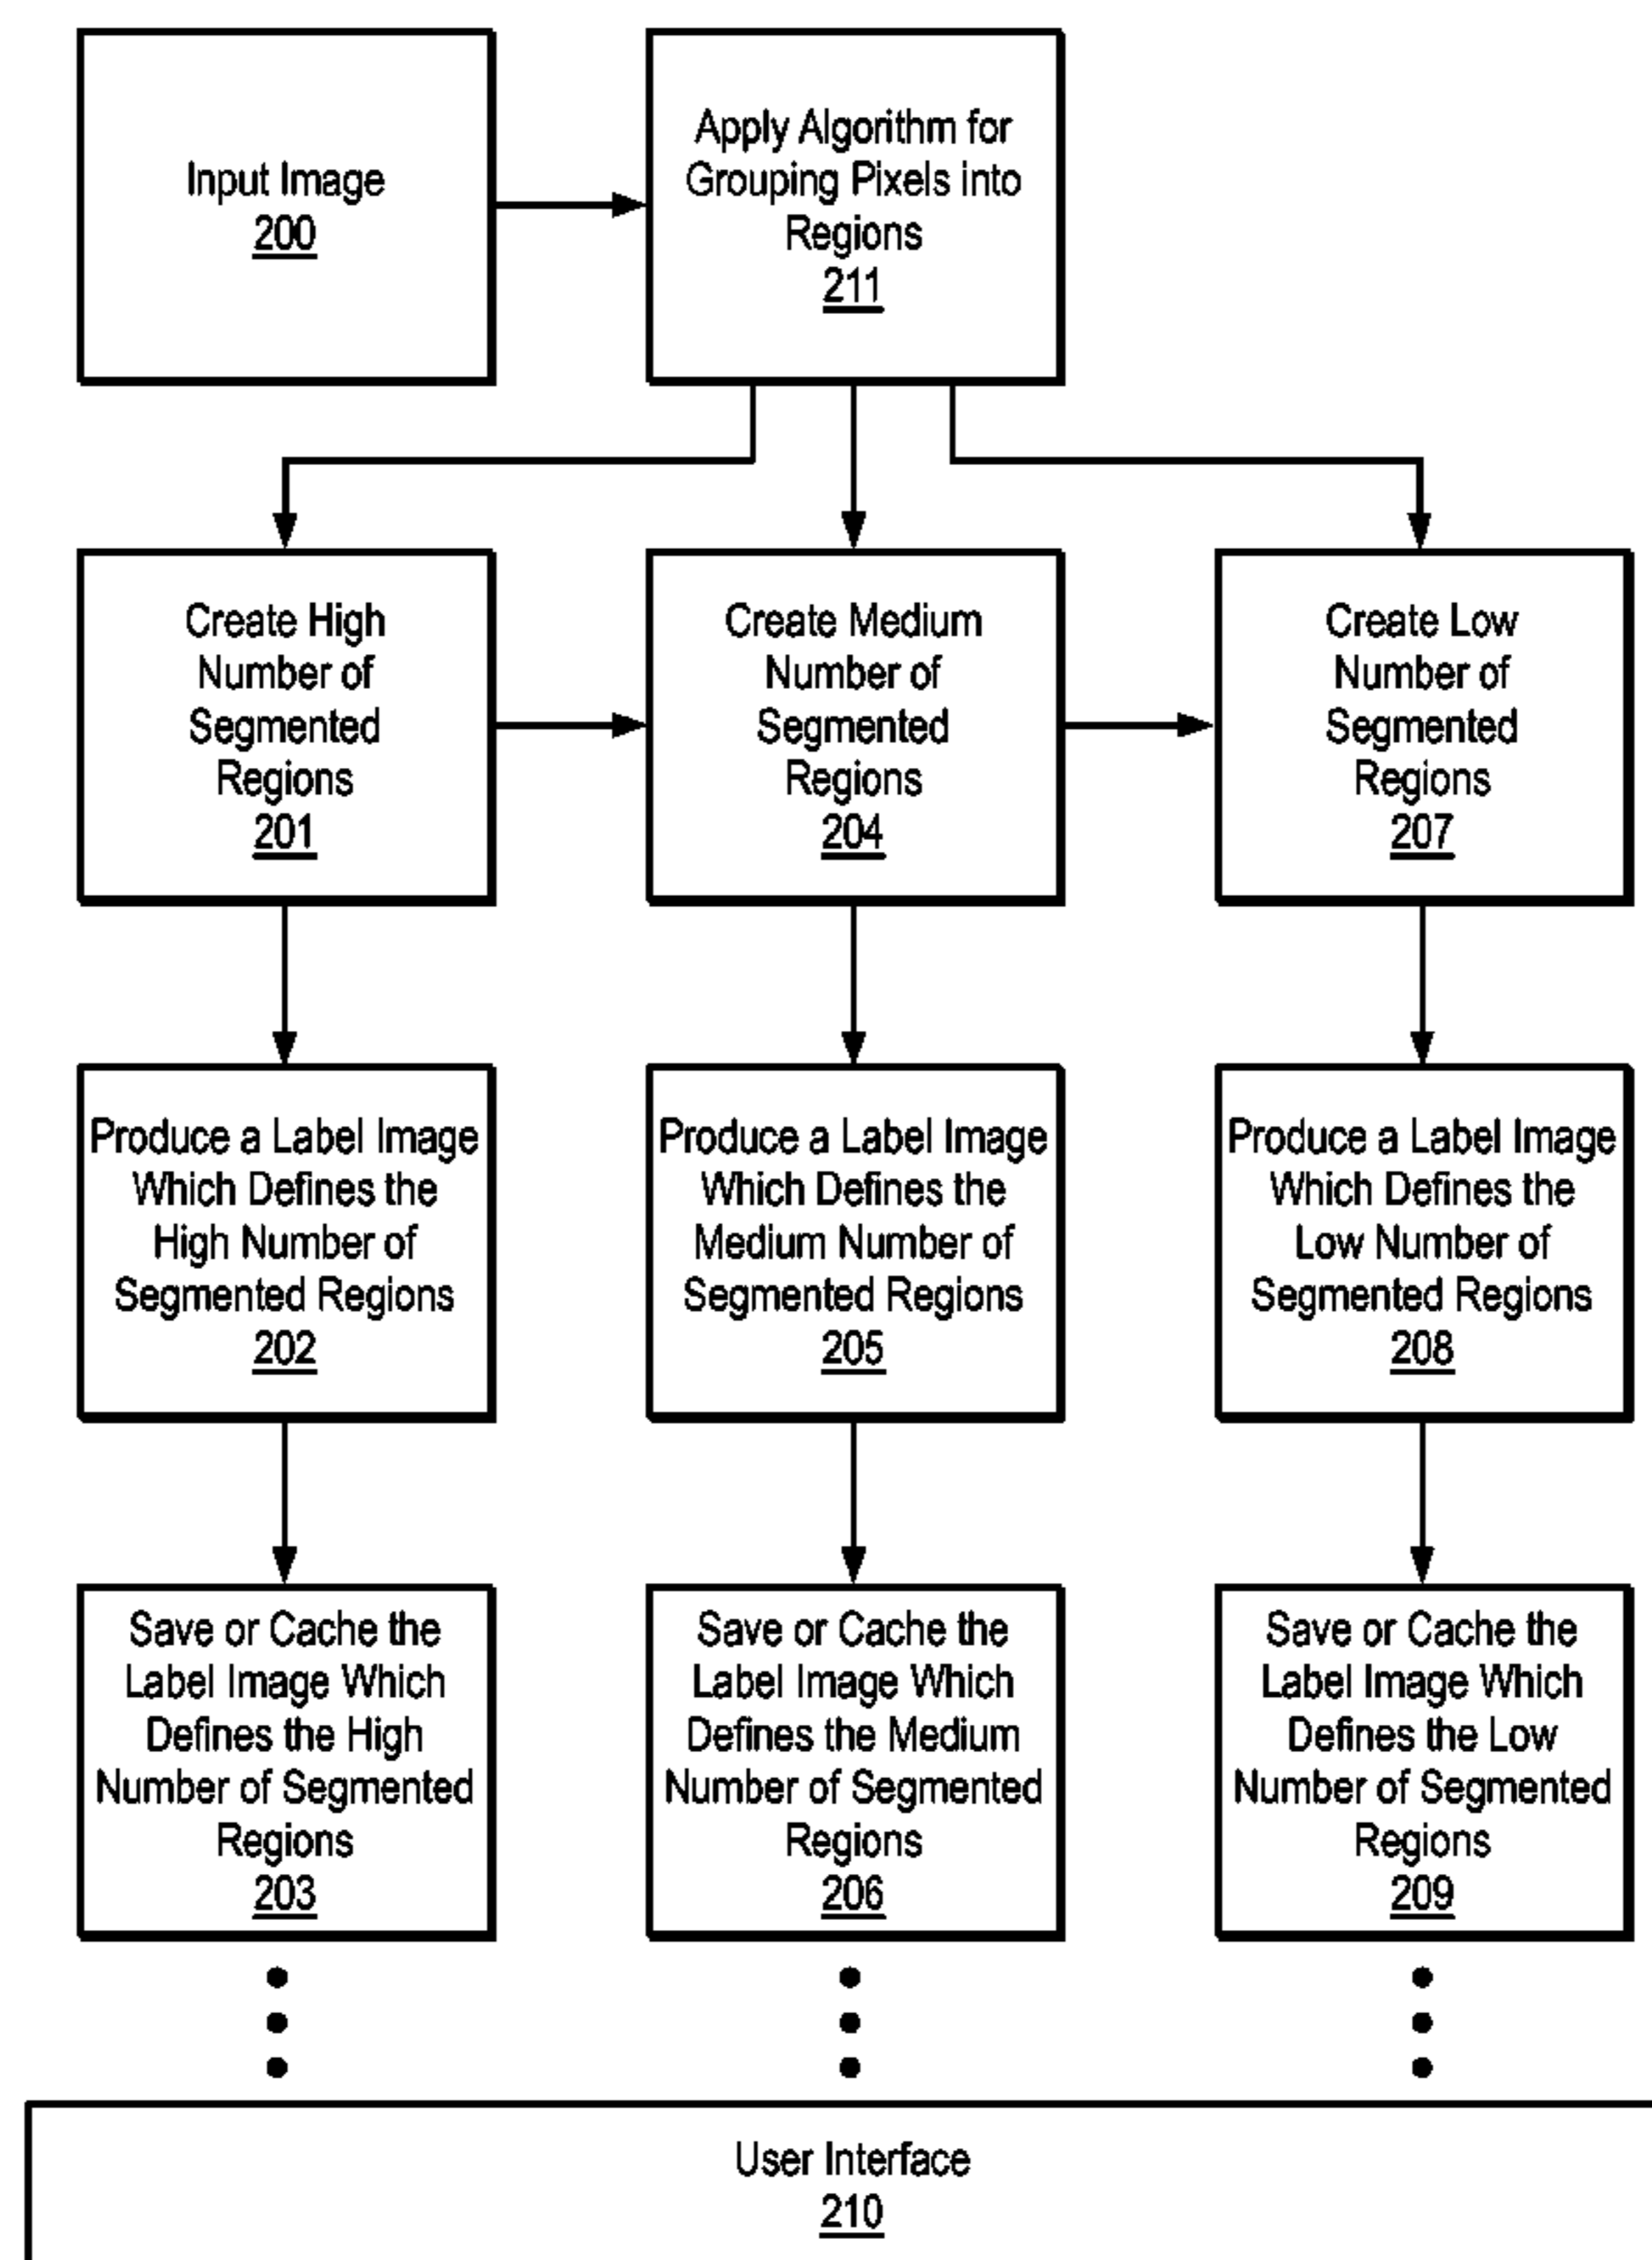 Input Image
200
Apply Algorithm for
Grouping Pixels into
Regions
211
Create High
Number of
Segmented
Regions
201
Create Medium
Number of
Segmented
Regions
204
Create Low
Number of
Segmented
Regions
207
Produce a Label Image
Which Defines the
High Number of
Segmented Regions
202
Produce a Label Image
Which Defines the
Medium Number of
Segmented Regions
205
Produce a Label Image
Which Defines the
Low Number of
Segmented Regions
208
Save or Cache the
Label Image Which
Defines the High
Number of Segmented
Regions
203
Save or Cache the
Label Image Which
Defines the Medium
Number of Segmented
Regions
206
Save or Cache the
Label Image Which
Defines the Low
Number of Segmented
Regions
209
User Interface
210